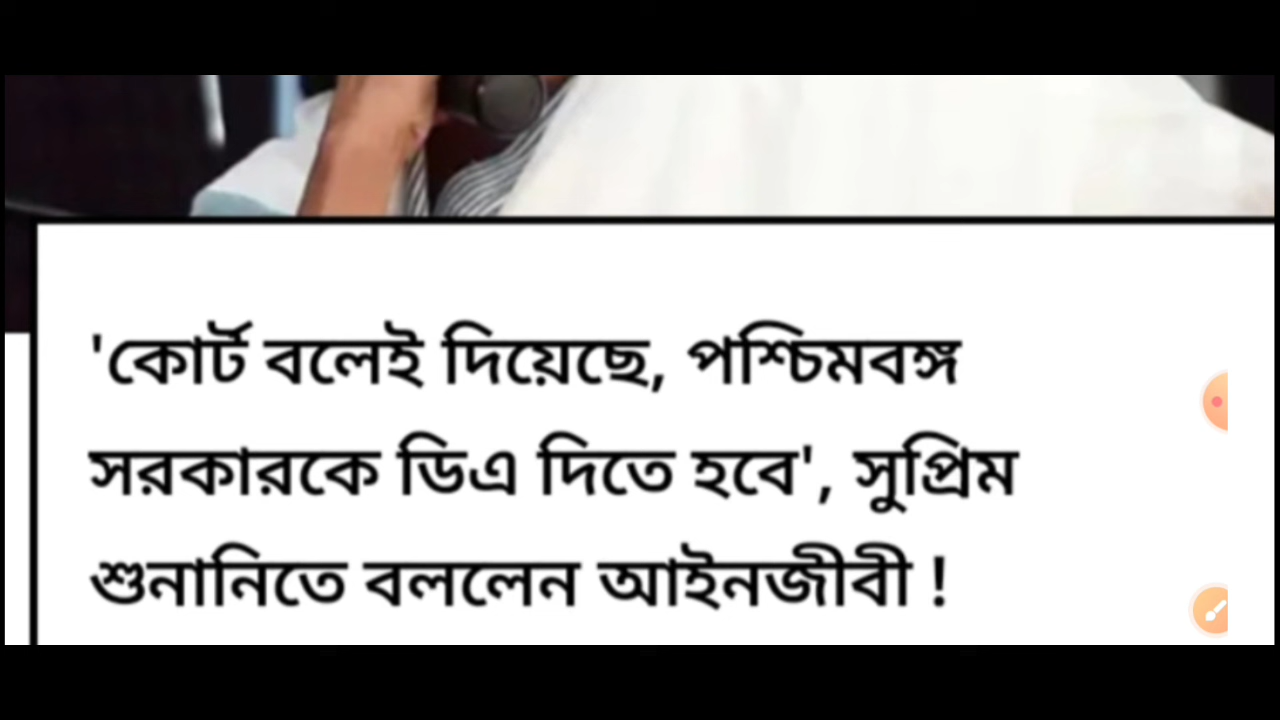 'কোর্ট বলেই দিয়েছে, পশ্চিমবঙ্গ
সরকারকে ডিএ দিতে হবে', সুপ্রিম
শুনানিতে বললেন আইনজীবী !